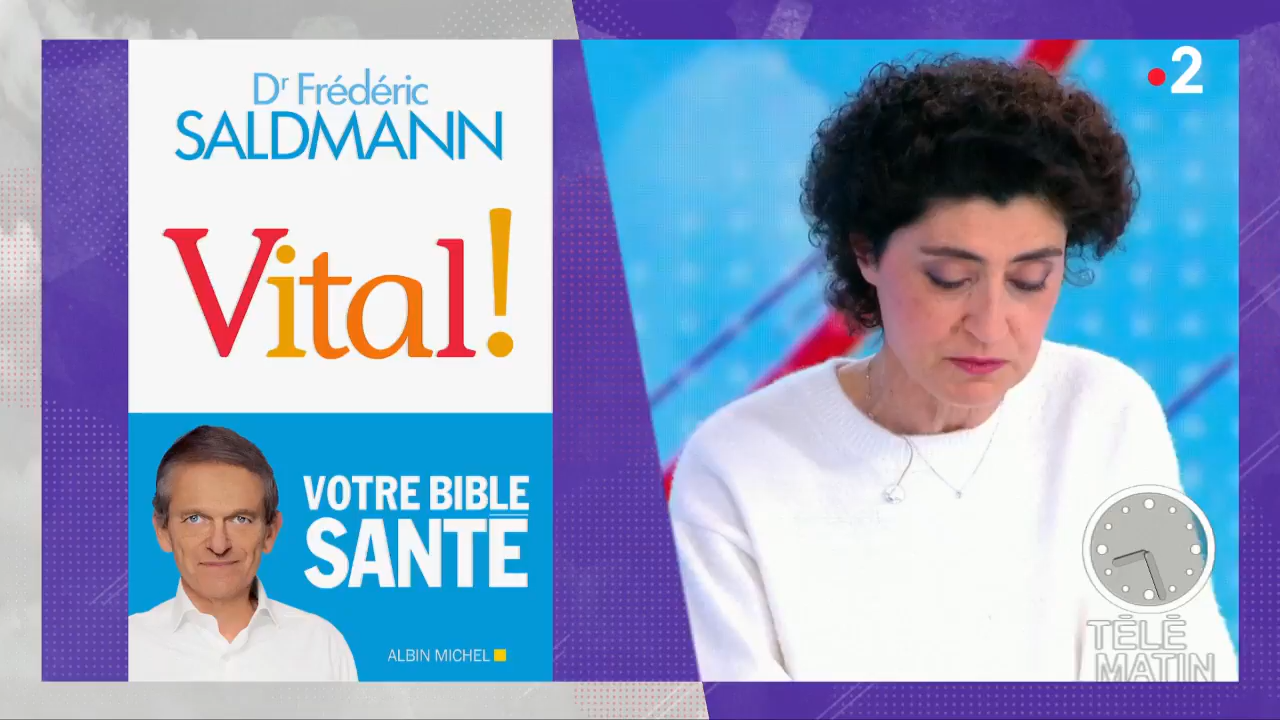 Dr Frédéric
SALDMANN
Vital!
VOTRE BIBLE
SANTÉ
ALBIN MICHEL
2
TÉLÉ
MATIN